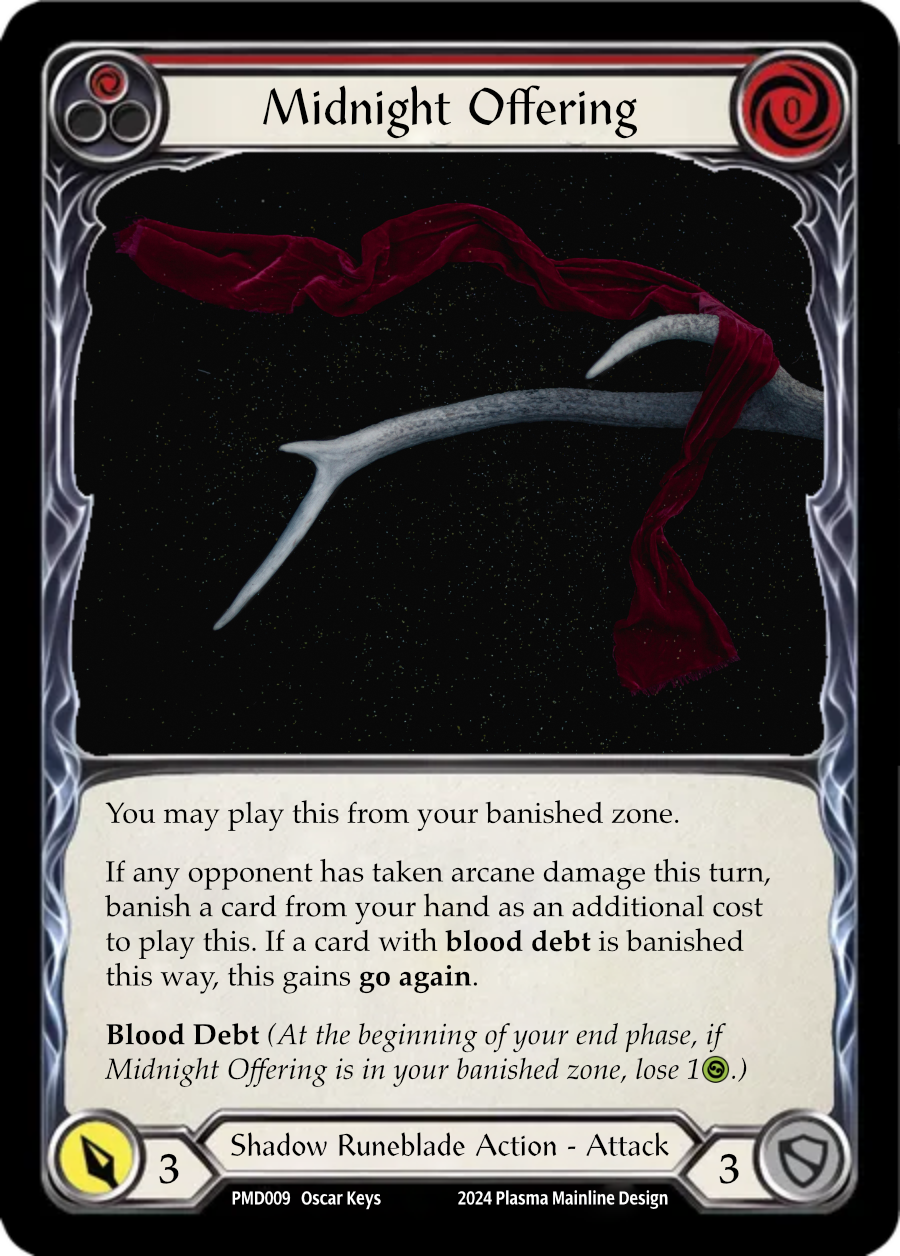 Midnight Offering
0
You may play this from your banished zone.
If any opponent has taken arcane damage this turn,
banish a card from your hand as an additional cost
to play this. If a card with blood debt is banished
this way, this gains go again.
Blood Debt (At the beginning of your end phase, if
Midnight Offering is in your banished zone, lose 1.)
3
Shadow Runeblade Action - Attack
3
PMD009 Oscar Keys
2024 Plasma Mainline Design